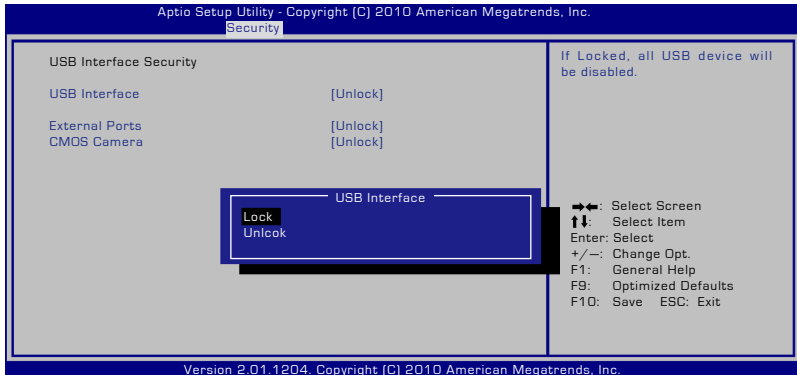 Aptio Setup Utility - Copyright (C) 2010 American Megatrends, Inc.
Security
USB Interface Security
USB Interface [Unlock]
External Ports [Unlock]
CMOS Camera [Unlock]
USB Interface
Lock
Unlcok
If Locked, all USB device will
be disabled.
→←: Select Screen
↑↓: Select Item
Enter: Select
+/—: Change Opt.
F1: General Help
F9: Optimized Defaults
F10: Save ESC: Exit
Version 2.01.1204. Copyright (C) 2010 American Megatrends, Inc.